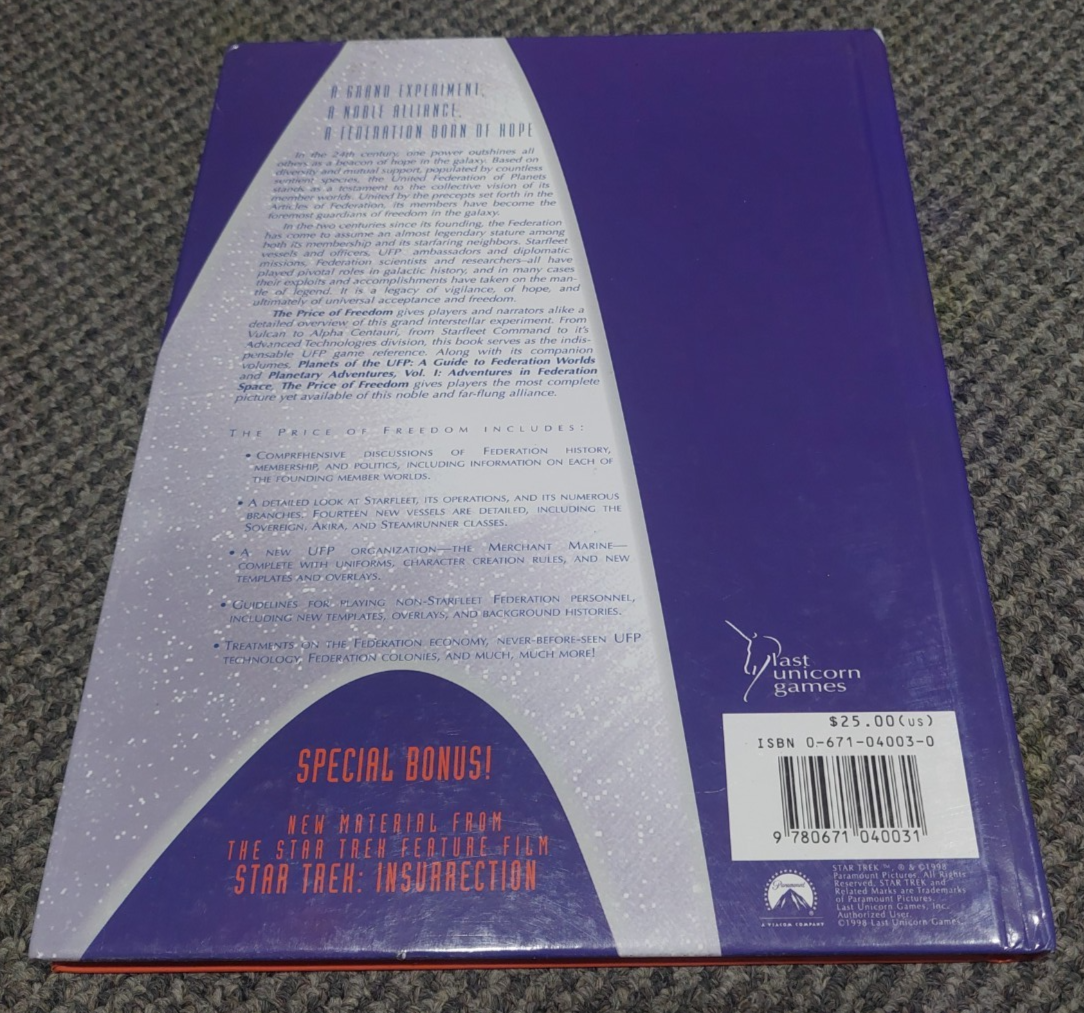 A GRAND EXPERIMENT,
A NOBLE ALLIANCE,
A FEDERATION BORN OF HOPE
In the 24th century, one power outshines all
others as a beacon of hope in the galaxy. Based on
diversity and mutual support, populated by countless
sentient species, the United Federation of Planets
stands as a testament to the collective vision of its
member worlds. United by the precepts set forth in the
Articles of Federation, its members have become the
foremost guardians of freedom in the galaxy.
In the two centuries since its founding, the Federation
has come to assume an almost legendary stature among
both its membership and its starfaring neighbors. Starfleet
vessels and officers, UFP ambassadors and diplomatic
missions, Federation scientists and researchers–all have
played pivotal roles in galactic history, and in many cases
their exploits and accomplishments have taken on the man-
tle of legend. It is a legacy of vigilance, of hope, and
ultimately of universal acceptance and freedom.
The Price of Freedom gives players and narrators alike a
detailed overview of this grand interstellar experiment. From
Vulcan to Alpha Centauri, from Starfleet Command to it's
Advanced Technologies division, this book serves as the indis-
pensable UFP game reference. Along with its companion
volumes, Planets of the UFP: A Guide to Federation Worlds
and Planetary Adventures, Vol. I: Adventures in Federation
Space, The Price of Freedom gives players the most complete
picture yet available of this noble and far-flung alliance.
THE PRICE OF FREEDOM INCLUDES:
• COMPREHENSIVE DISCUSSIONS OF FEDERATION HISTORY,
MEMBERSHIP, AND POLITICS, INCLUDING INFORMATION ON EACH OF
THE FOUNDING MEMBER WORLDS.
• A DETAILED LOOK AT STARFLEET, ITS OPERATIONS, AND ITS NUMEROUS
BRANCHES. FOURTEEN NEW VESSELS ARE DETAILED, INCLUDING THE
SOVEREIGN, AKIRA, AND STEAMRUNNER CLASSES.
• A NEW UFP ORGANIZATION—THE MERCHANT MARINE—
COMPLETE WITH UNIFORMS, CHARACTER CREATION RULES, AND NEW
TEMPLATES AND OVERLAYS.
• GUIDELINES FOR PLAYING NON-STARFLEET FEDERATION PERSONNEL,
INCLUDING NEW TEMPLATES, OVERLAYS, AND BACKGROUND HISTORIES.
• TREATMENTS ON THE FEDERATION ECONOMY, NEVER-BEFORE-SEEN UFP
TECHNOLOGY, FEDERATION COLONIES, AND MUCH, MUCH MORE!
SPECIAL BONUS!
NEW MATERIAL FROM
THE STAR TREK FEATURE FILM
STAR TREK: INSURRECTION
last
unicorn
games
$25.00(US)
ISBN 0-671-04003-0
9 780671 040031
Paramount
A VIACOM COMPANY
STAR TREK ™, ® & ©1998
Paramount Pictures. All Rights
Reserved. STAR TREK and
Related Marks are Trademarks
of Paramount Pictures.
Last Unicorn Games, Inc.
Authorized User.
©1998 Last Unicorn Games.